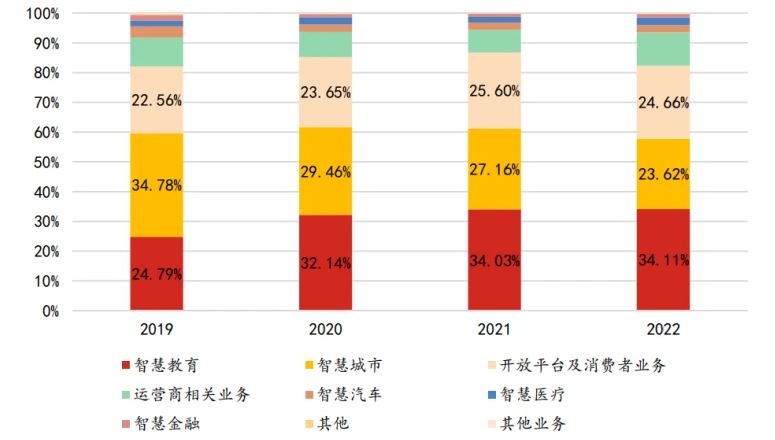 100%
90%
80%
70%
60%
50%
40%
30%
20%
10%
0%
22.56% 23.65% 25.60% 24.66%
34.78% 29.46% 27.16% 23.62%
24.79% 32.14% 34.03% 34.11%
2019 2020 2021 2022
智慧教育 智慧城市 开放平台及消费者业务
运营商相关业务 智慧汽车 智慧医疗
智慧金融 其他 其他业务